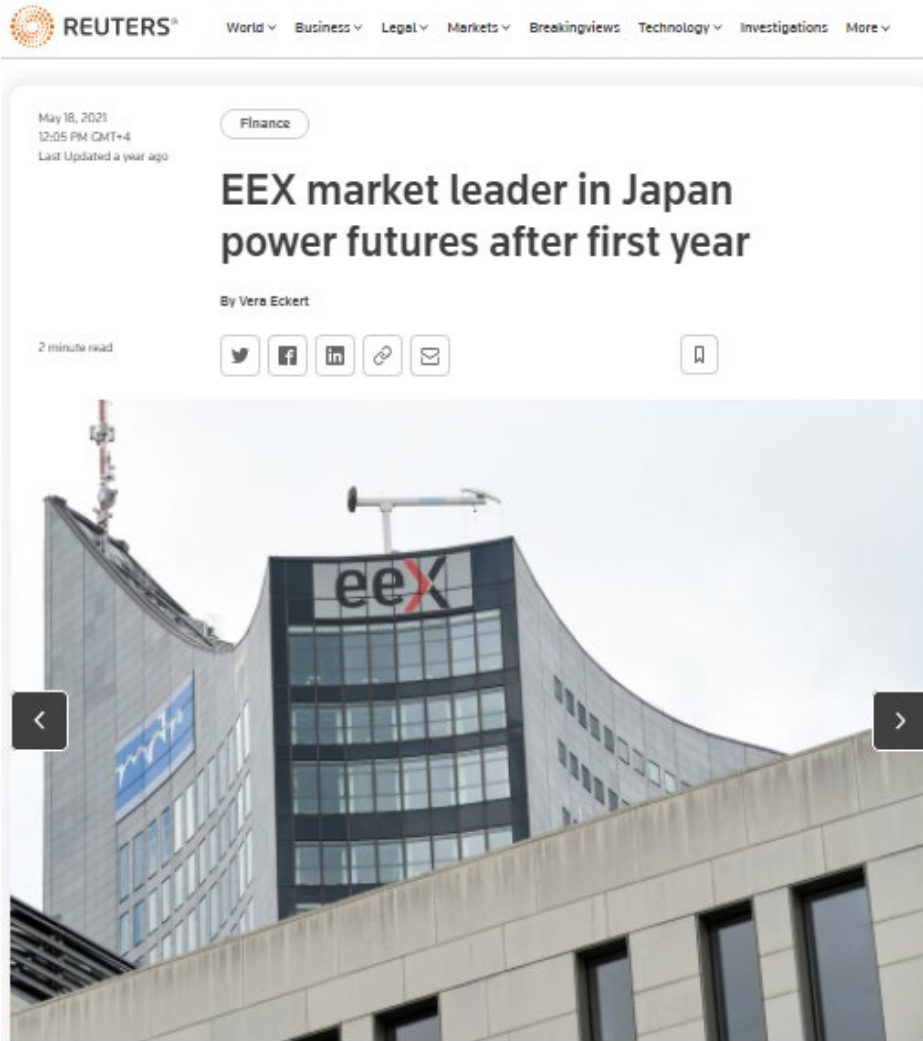 REUTERS®
World Business Legal Markets Breakingviews Technology Investigations More
May 18, 2021
12:05 PM GMT+4
Last Updated a year ago
Finance
EEX market leader in Japan
power futures after first year
By Vera Eckert
2 minute read
eex
mdr